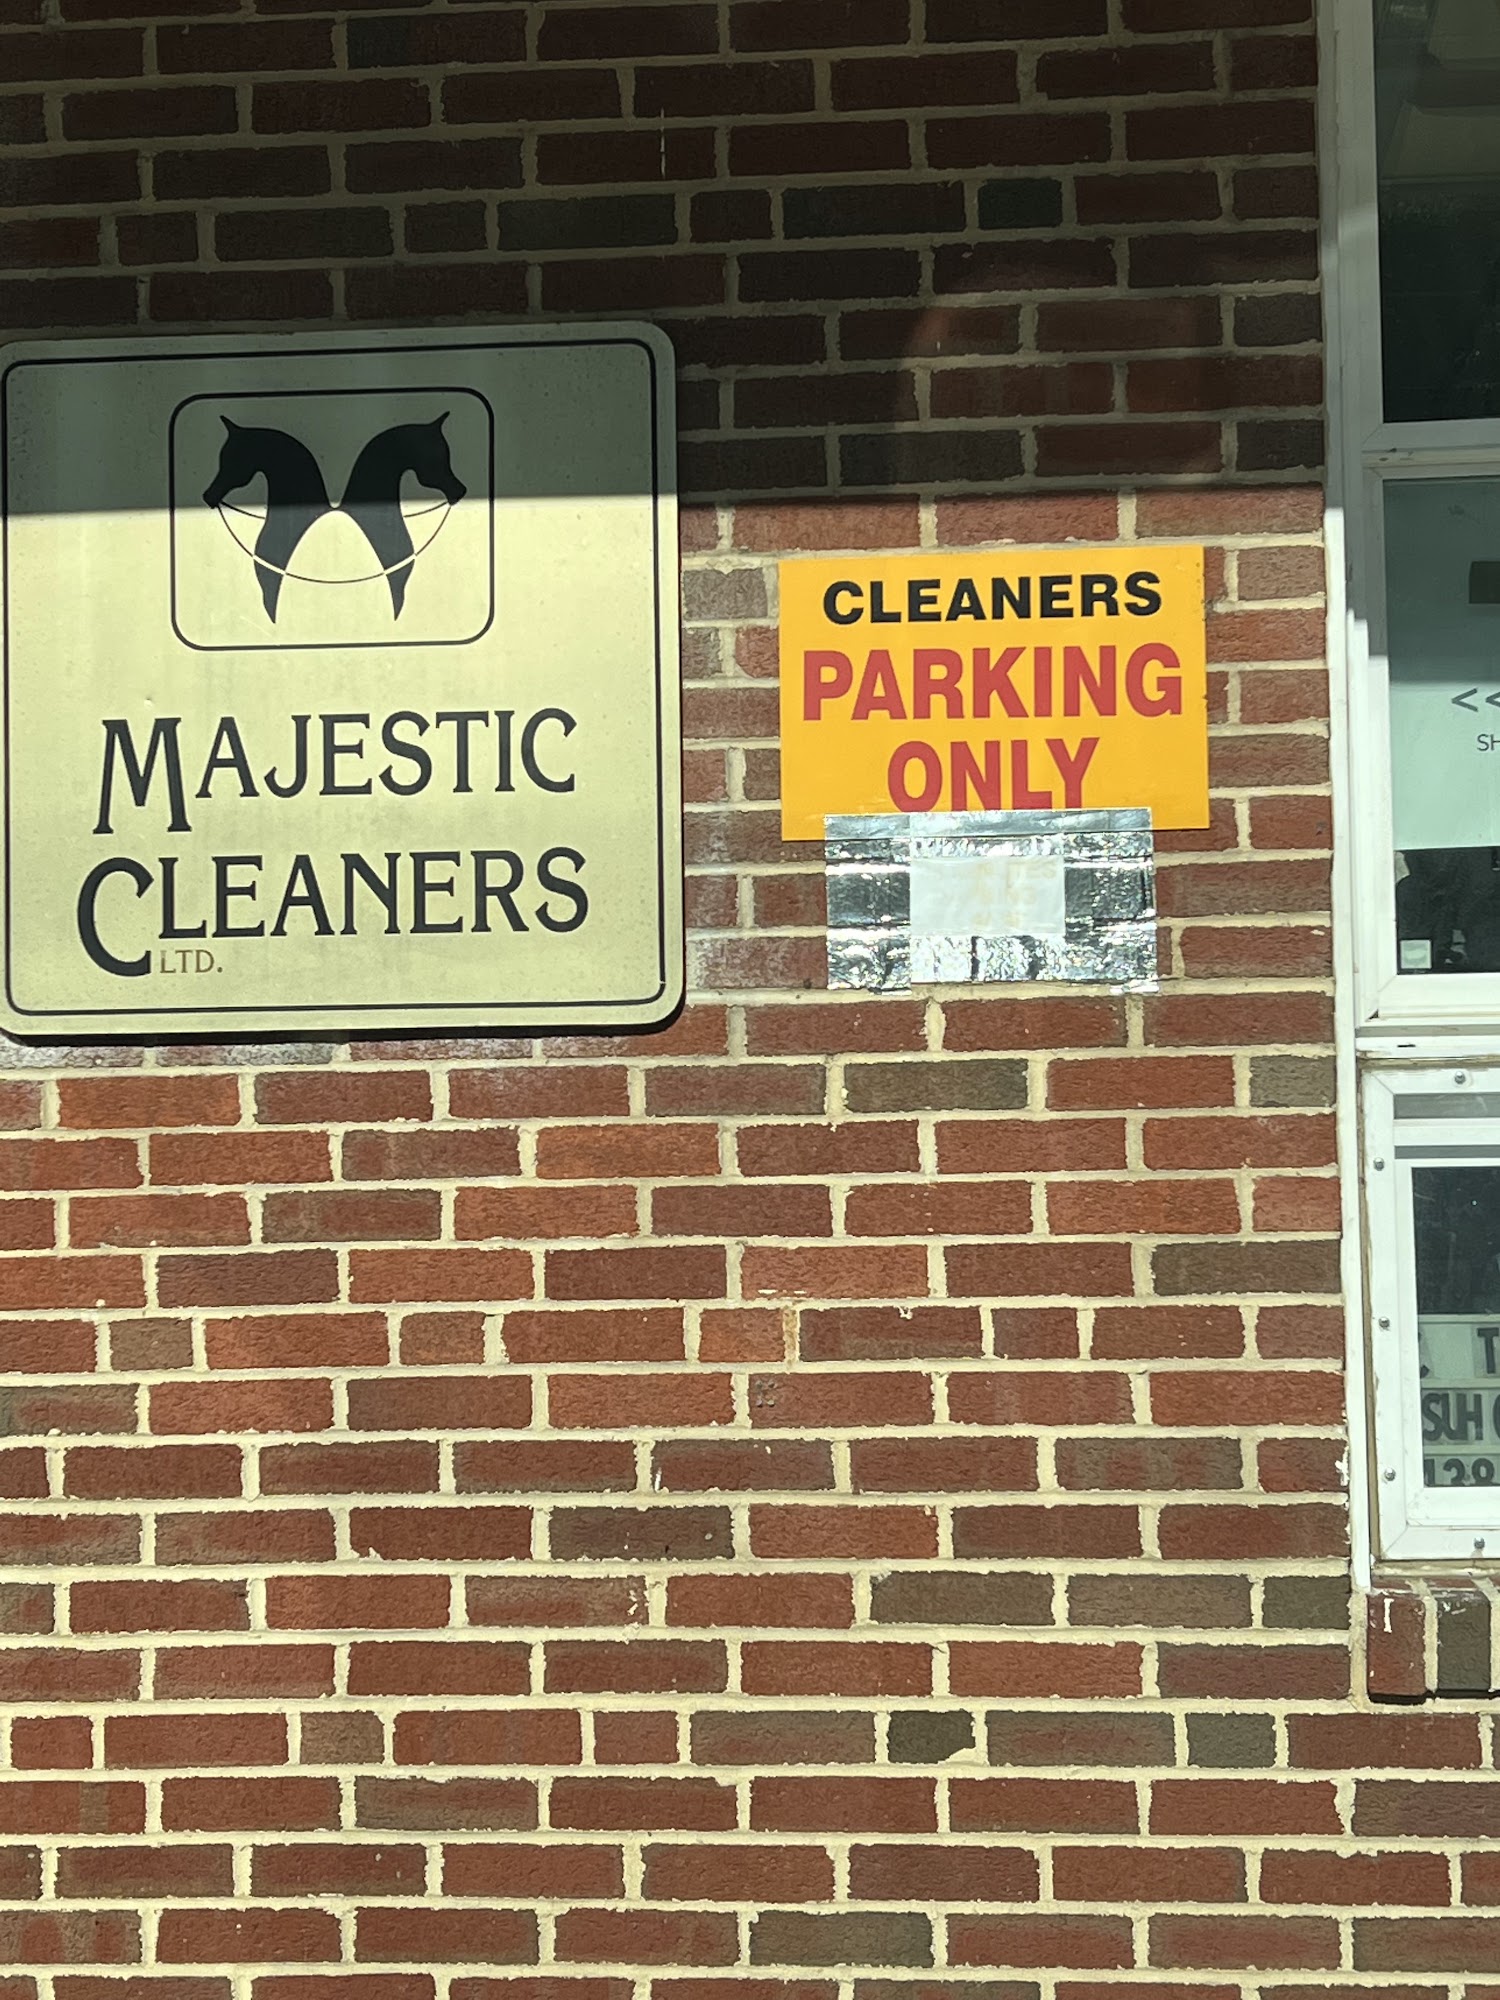 MAJESTIC
CLEANERS
LTD.
CLEANERS
PARKING
ONLY